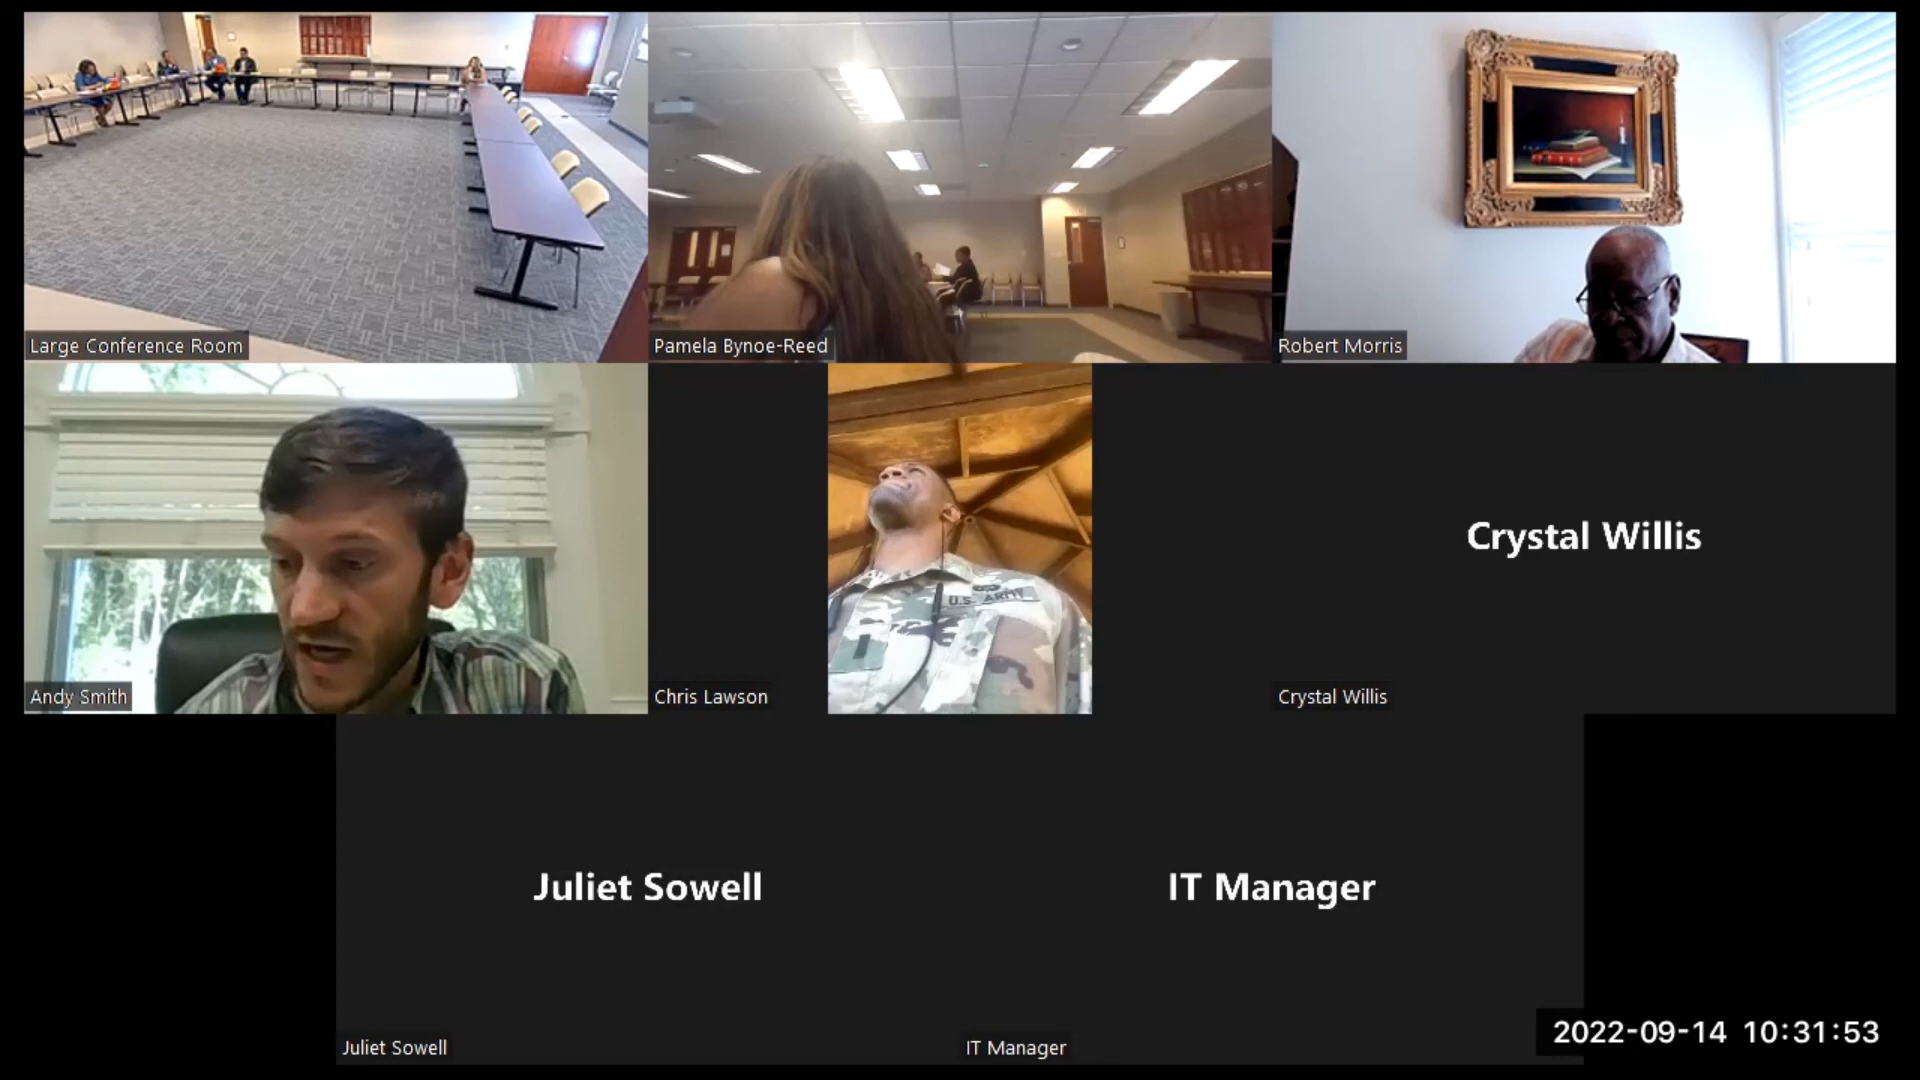 Large Conference Room
Pamela Bynoe-Reed
Robert Morris
U.S. ARMY
Andy Smith
Chris Lawson
Crystal Willis
Crystal Willis
Juliet Sowell
IT Manager
Juliet Sowell
IT Manager
2022-09-14 10:31:53